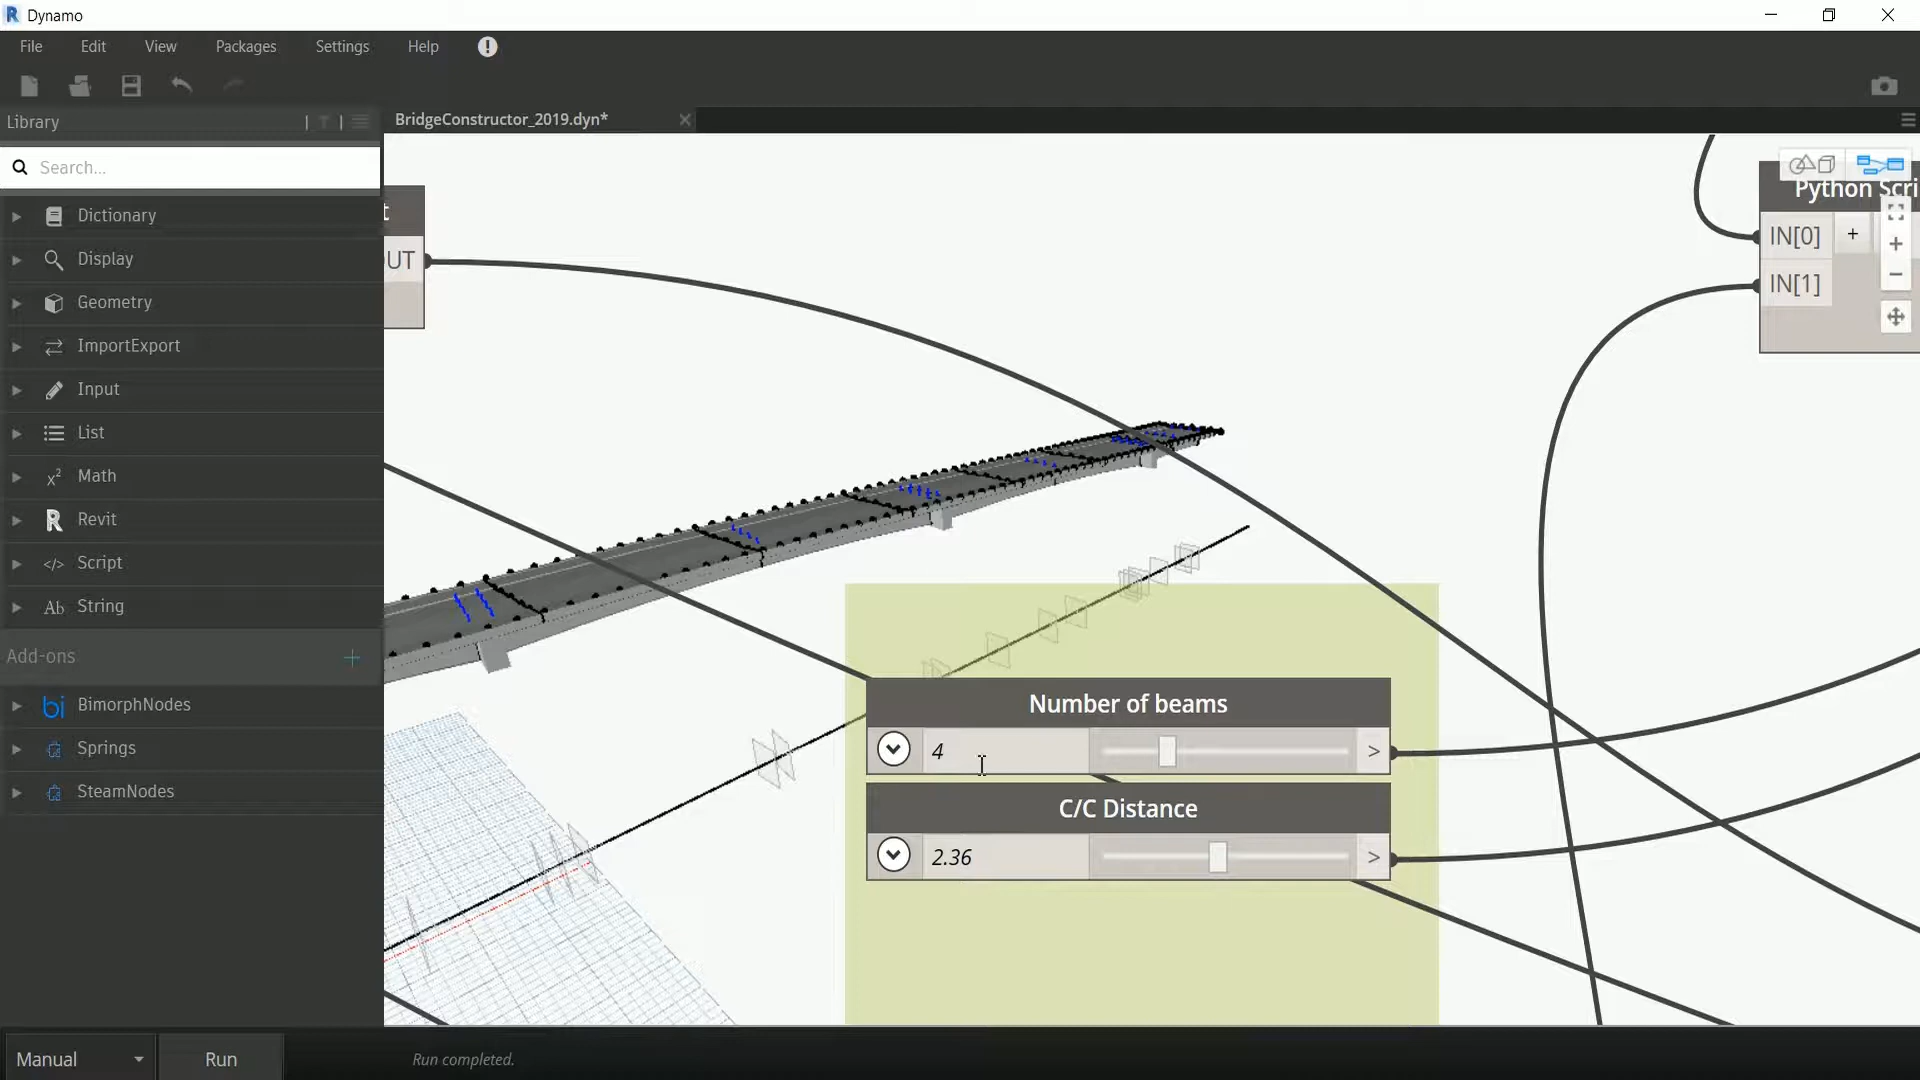 Dynamo
File Edit View Packages Settings Help
Library
BridgeConstructor_2019.dyn*
Search...
Dictionary
Display
Geometry
ImportExport
Input
List
Math
Revit
Script
String
Add-ons
BimorphNodes
Springs
SteamNodes
t
UT
Python Scri
IN[0] +
IN[1]
Number of beams
4 >
C/C Distance
2.36 >
Manual Run Run completed.